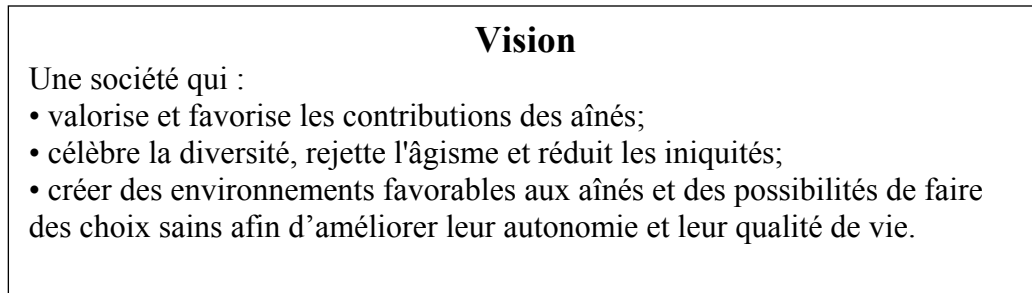 Vision
Une société qui :
• valorise et favorise les contributions des aînés;
• célèbre la diversité, rejette l'âgisme et réduit les iniquités;
• créer des environnements favorables aux aînés et des possibilités de faire
des choix sains afin d’améliorer leur autonomie et leur qualité de vie.